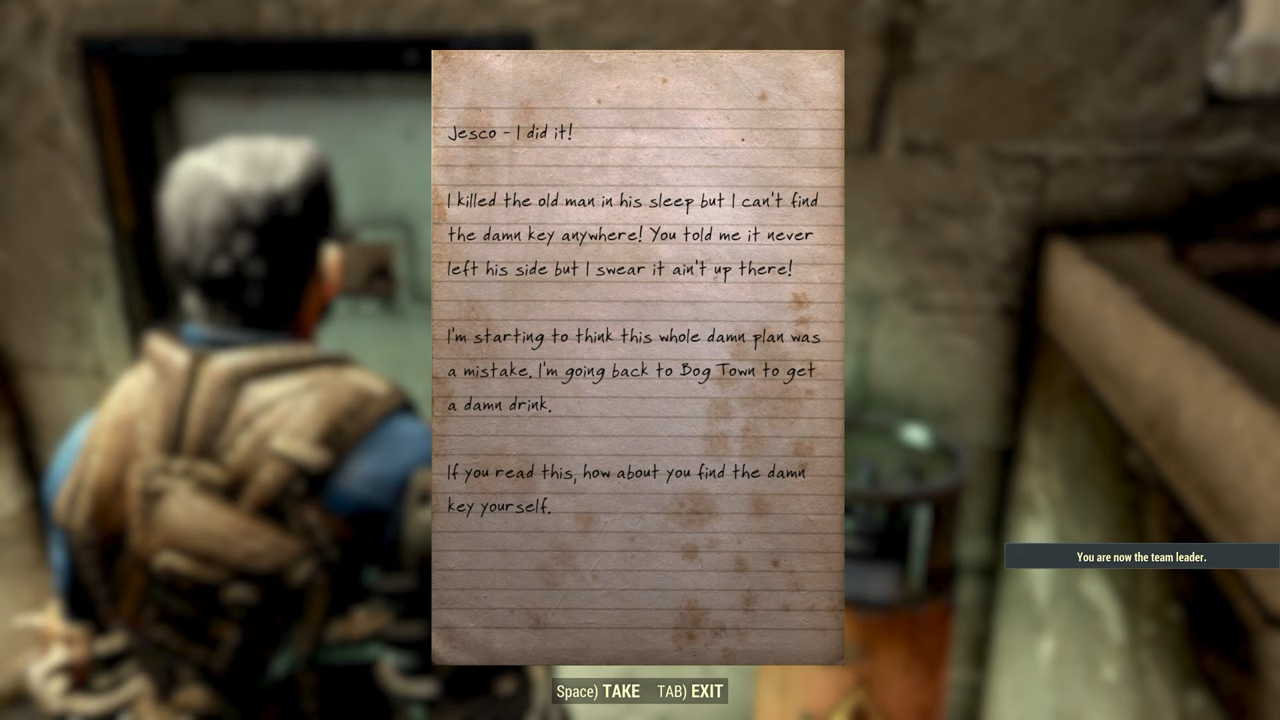 Jesco - I did it!
I killed the old man in his sleep but I can't find
the damn key anywhere! You told me it never
left his side but I swear it ain't up there!
I'm starting to think this whole damn plan was
a mistake. I'm going back to Bog Town to get
a damn drink.
If you read this, how about you find the damn
key yourself.
You are now the team leader.
Space) TAKE TAB) EXIT